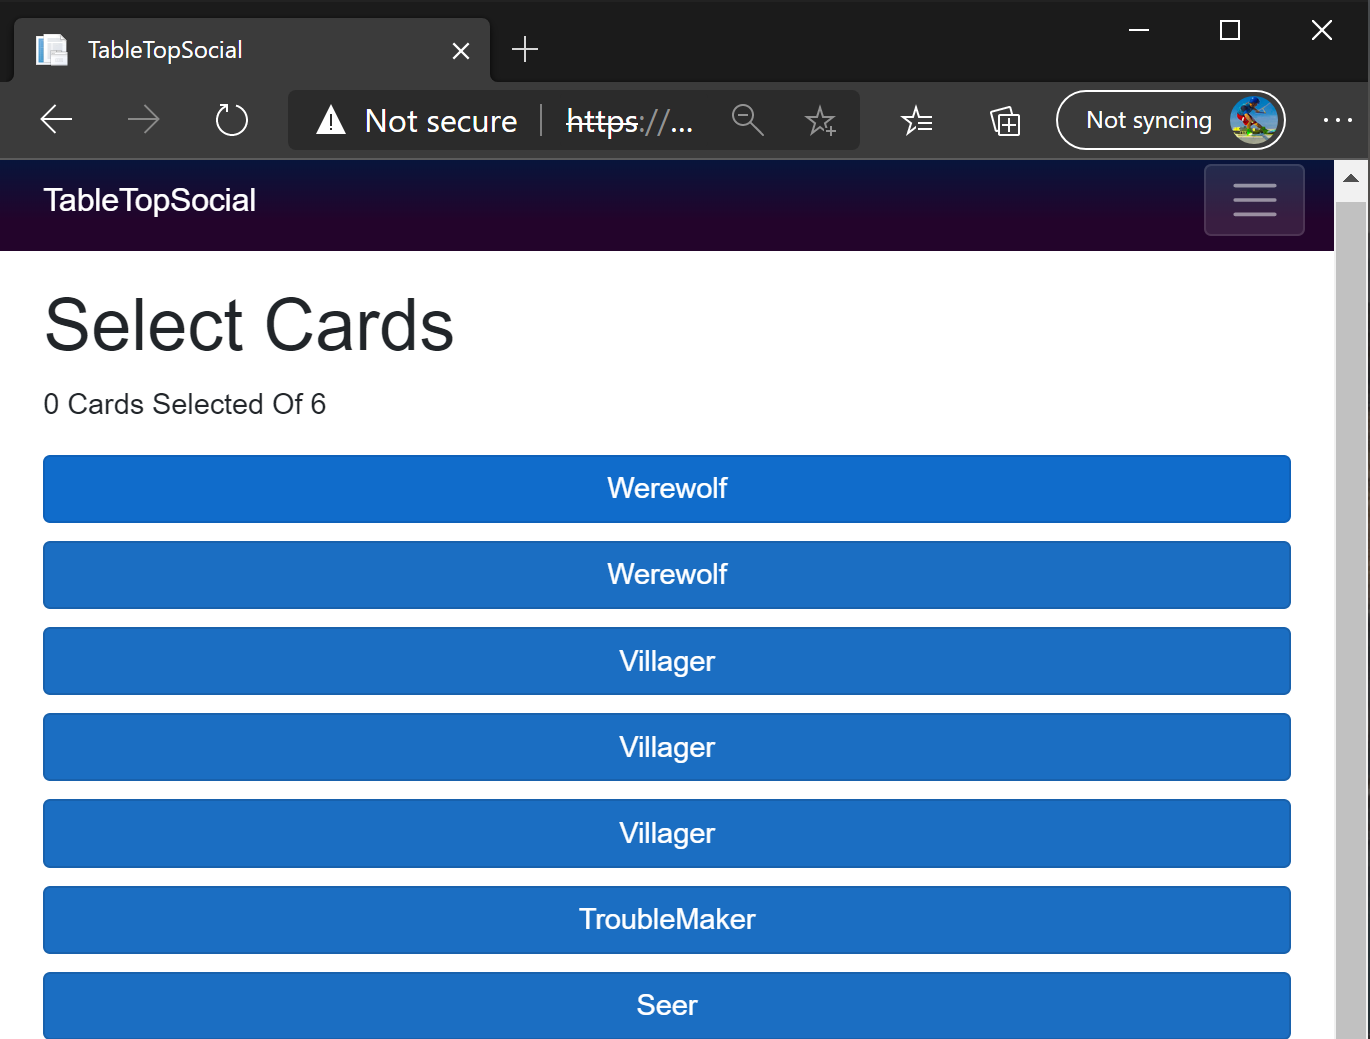 TableTopSocial
Not secure https://...
Not syncing
TableTopSocial
Select Cards
0 Cards Selected Of 6
Werewolf
Werewolf
Villager
Villager
Villager
TroubleMaker
Seer